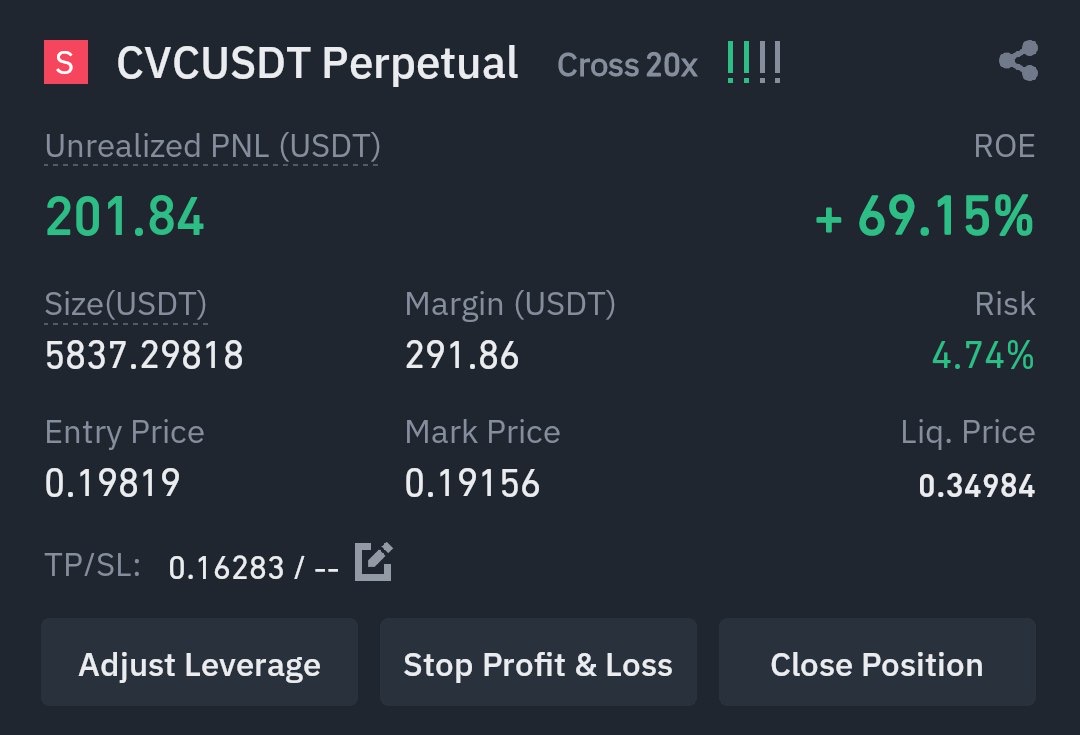 S CVCUSDT Perpetual Cross 20x !!!!
Unrealized PNL (USDT) ROE
201.84 + 69.15%
Size(USDT) Margin (USDT) Risk
5837.29818 291.86 4.74%
Entry Price Mark Price Liq. Price
0.19819 0.19156 0.34984
TP/SL: 0.16283 / --
Adjust Leverage Stop Profit & Loss Close Position